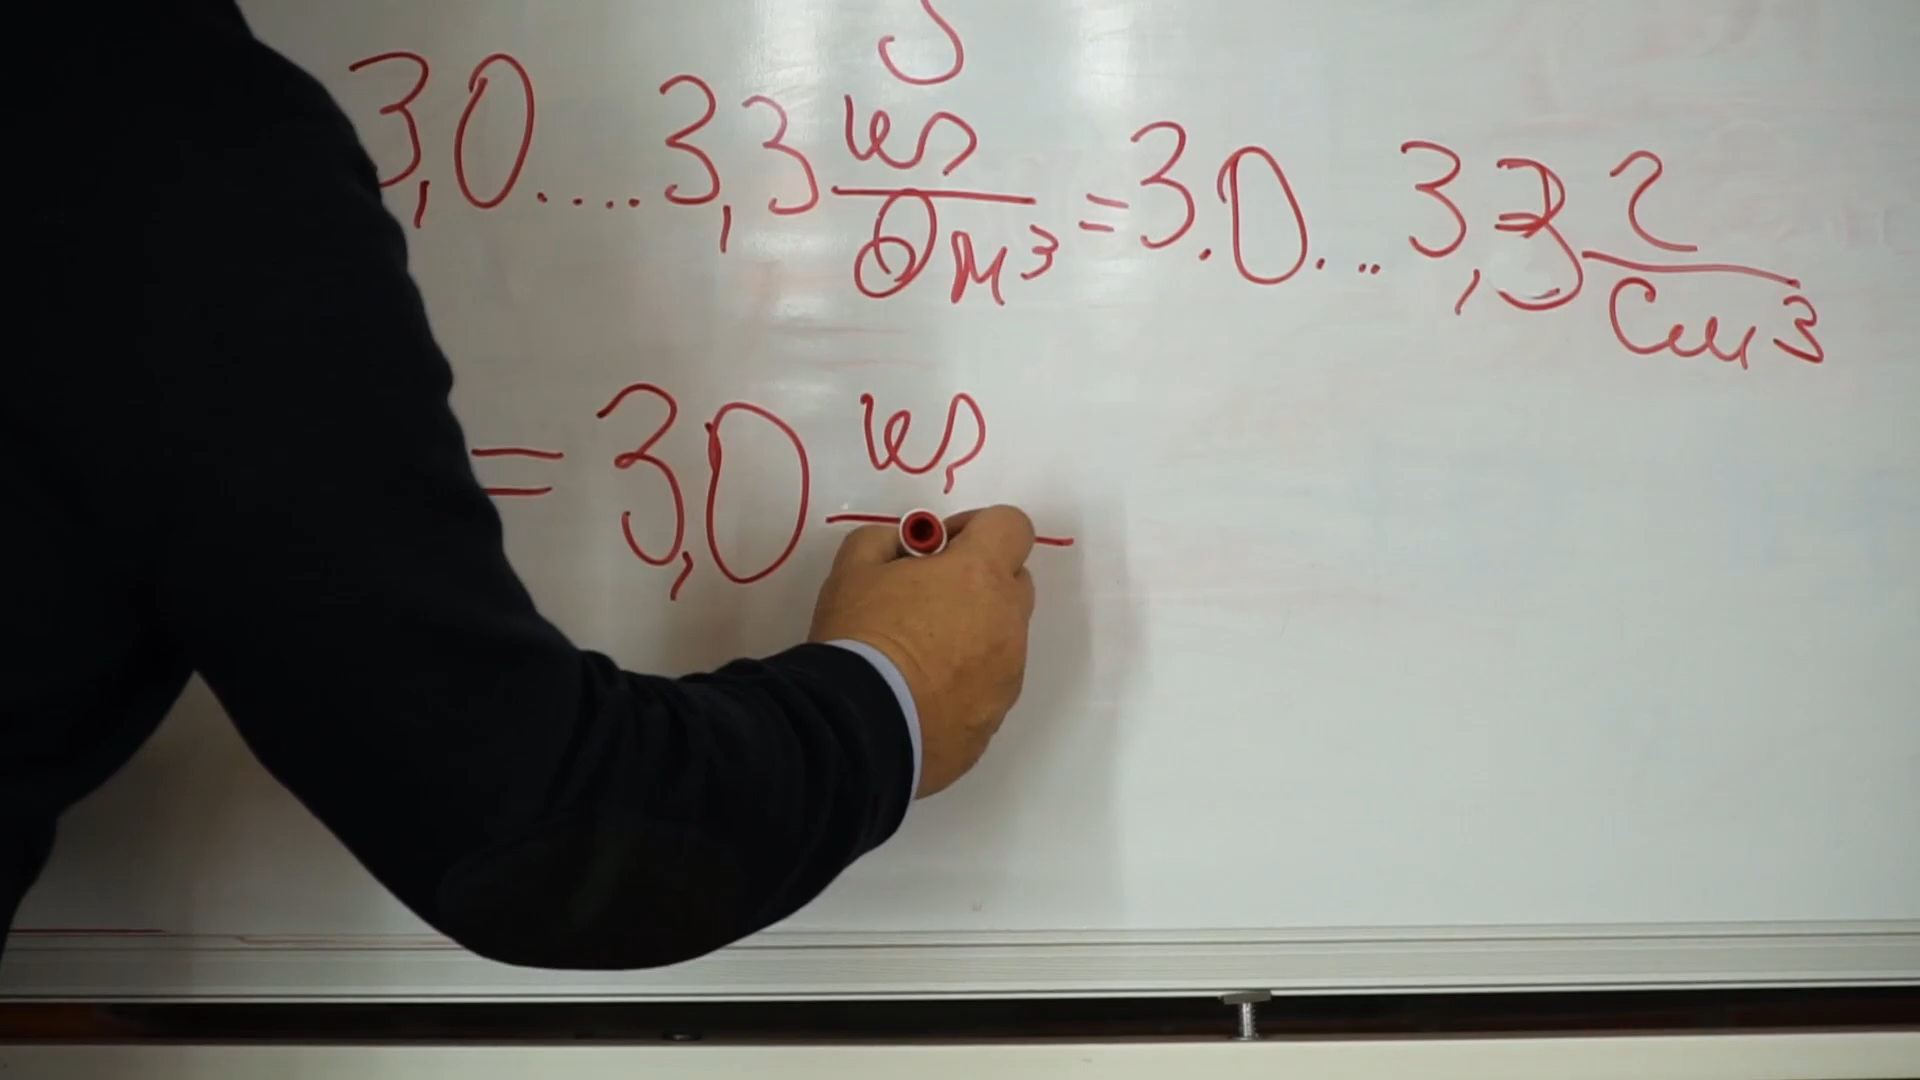 3,0....3,3 кг/дм³ = 3.0...3,3 г/см³
= 3,0 кг